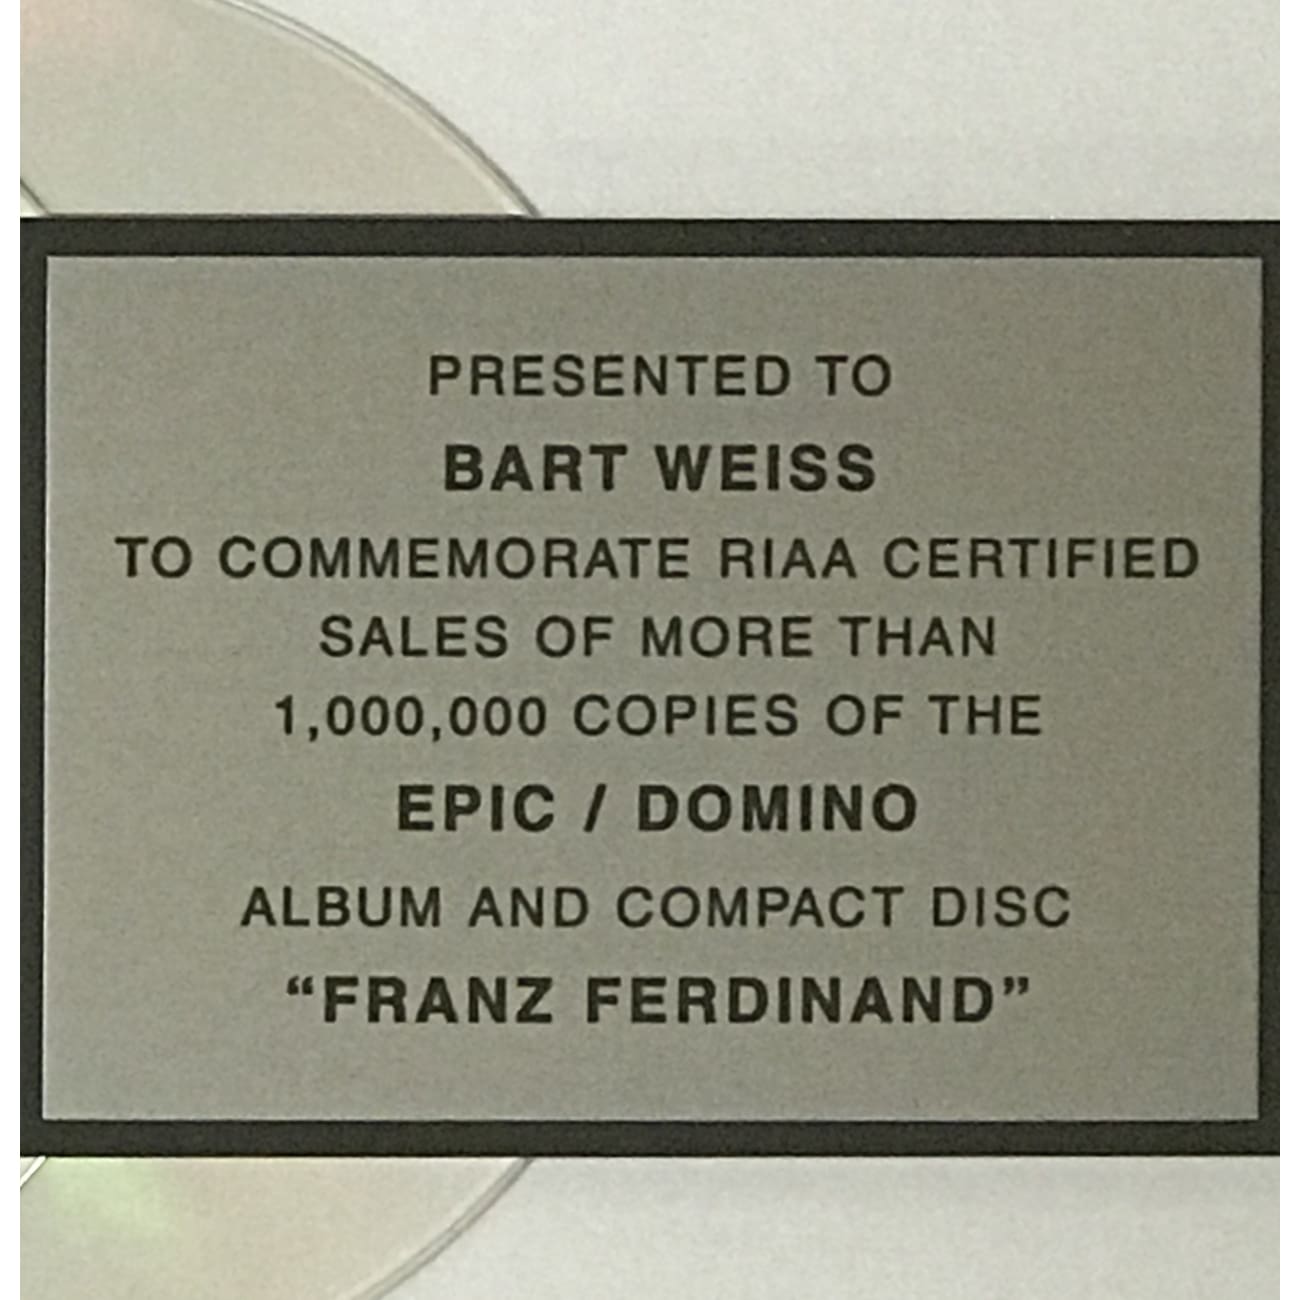 PRESENTED TO
BART WEISS
TO COMMEMORATE RIAA CERTIFIED
SALES OF MORE THAN
1,000,000 COPIES OF THE
EPIC / DOMINO
ALBUM AND COMPACT DISC
“FRANZ FERDINAND”